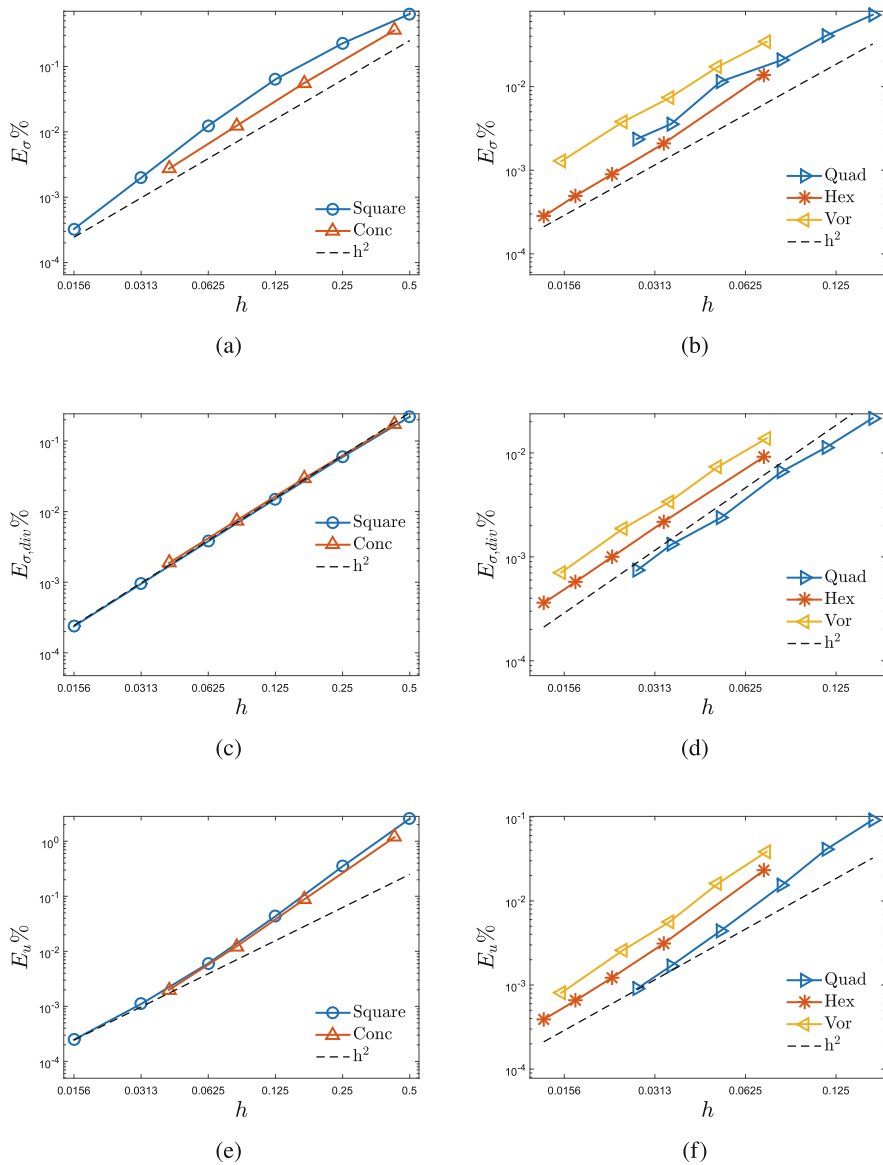 10^-1
10^-2
10^-3
10^-4
E_σ%
0.0156 0.0313 0.0625 0.125 0.25 0.5
h
Square
Conc
h^2
(a)
10^-2
10^-3
10^-4
E_σ%
0.0156 0.0313 0.0625 0.125
h
Quad
Hex
Vor
h^2
(b)
10^-1
10^-2
10^-3
10^-4
E_σ,div%
0.0156 0.0313 0.0625 0.125 0.25 0.5
h
Square
Conc
h^2
(c)
10^-2
10^-3
10^-4
E_σ,div%
0.0156 0.0313 0.0625 0.125
h
Quad
Hex
Vor
h^2
(d)
10^0
10^-1
10^-2
10^-3
10^-4
E_u%
0.0156 0.0313 0.0625 0.125 0.25 0.5
h
Square
Conc
h^2
(e)
10^-1
10^-2
10^-3
10^-4
E_u%
0.0156 0.0313 0.0625 0.125
h
Quad
Hex
Vor
h^2
(f)